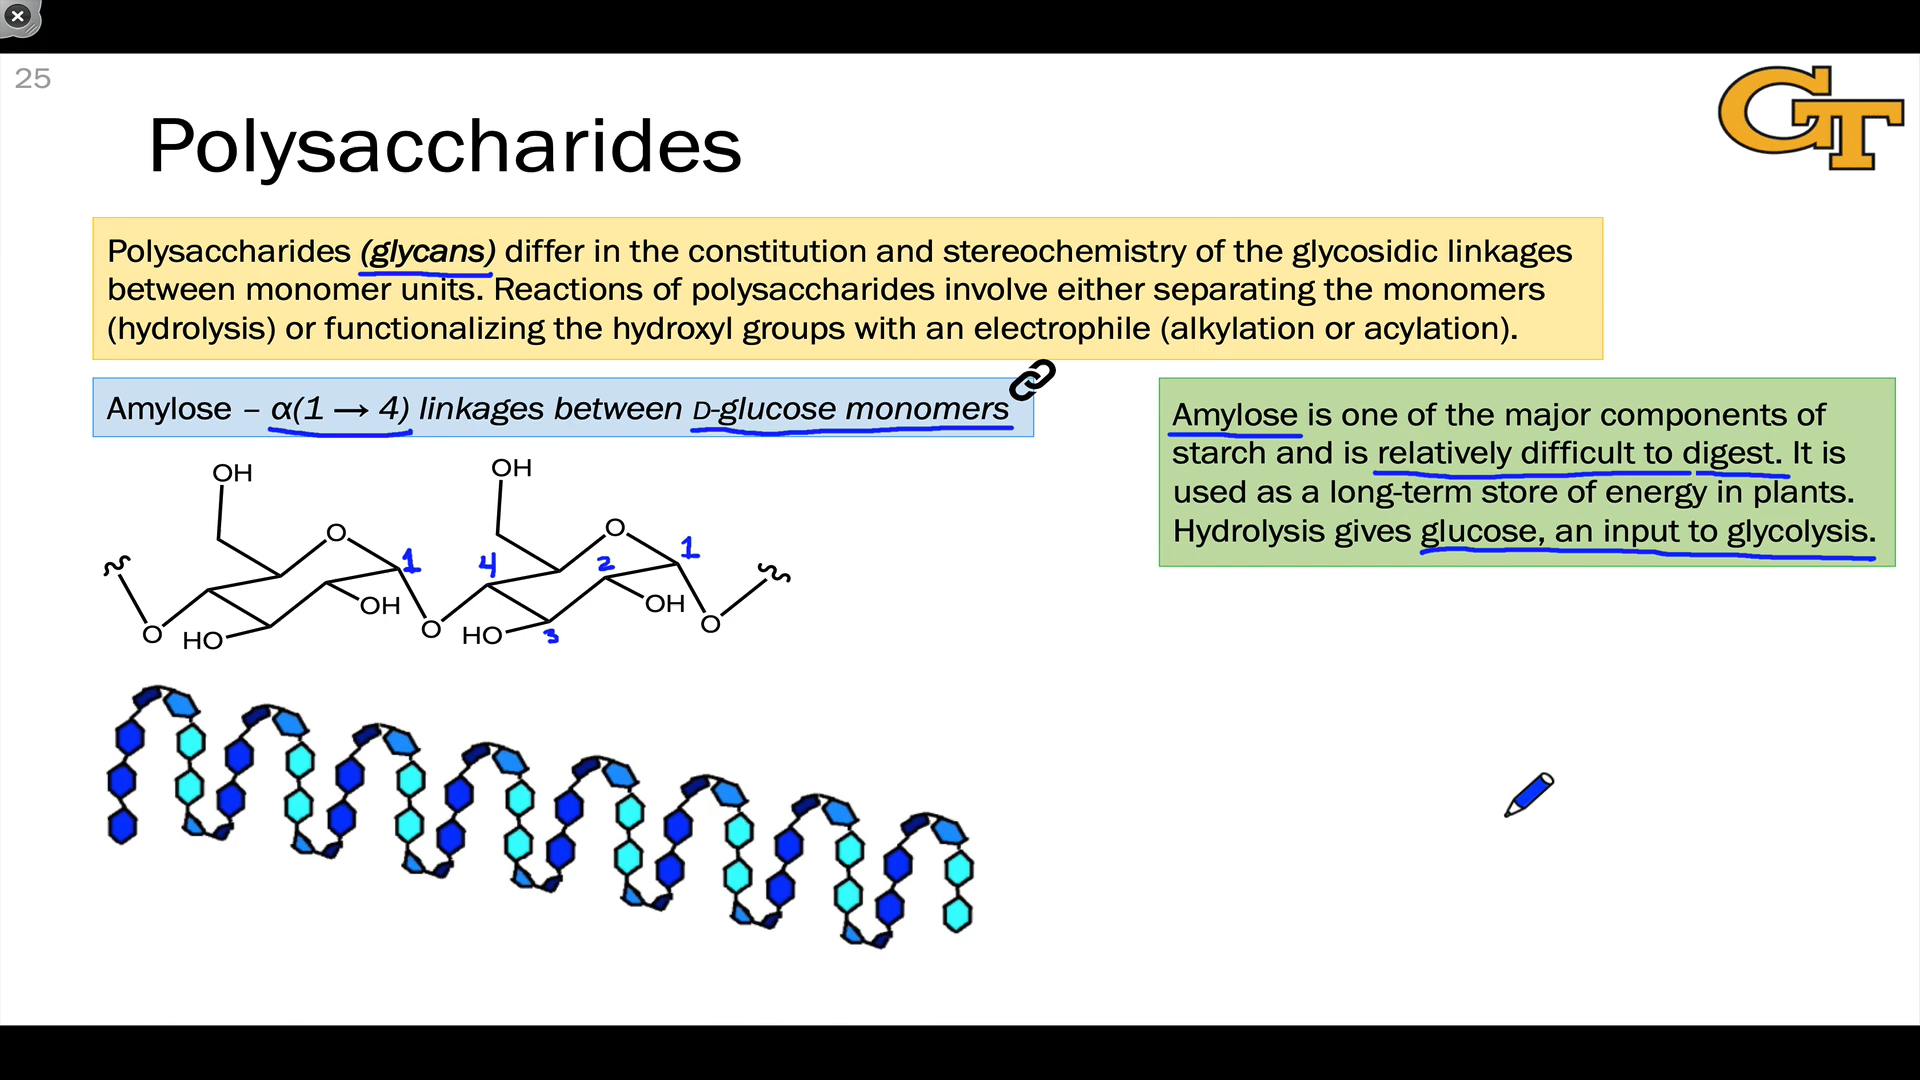 25
GT
Polysaccharides
Polysaccharides (glycans) differ in the constitution and stereochemistry of the glycosidic linkages
between monomer units. Reactions of polysaccharides involve either separating the monomers
(hydrolysis) or functionalizing the hydroxyl groups with an electrophile (alkylation or acylation).
Amylose – α(1 → 4) linkages between D-glucose monomers
Amylose is one of the major components of
starch and is relatively difficult to digest. It is
used as a long-term store of energy in plants.
Hydrolysis gives glucose, an input to glycolysis.
OH OH
O O
1 4 2 1
OH OH
O HO O HO 3 O